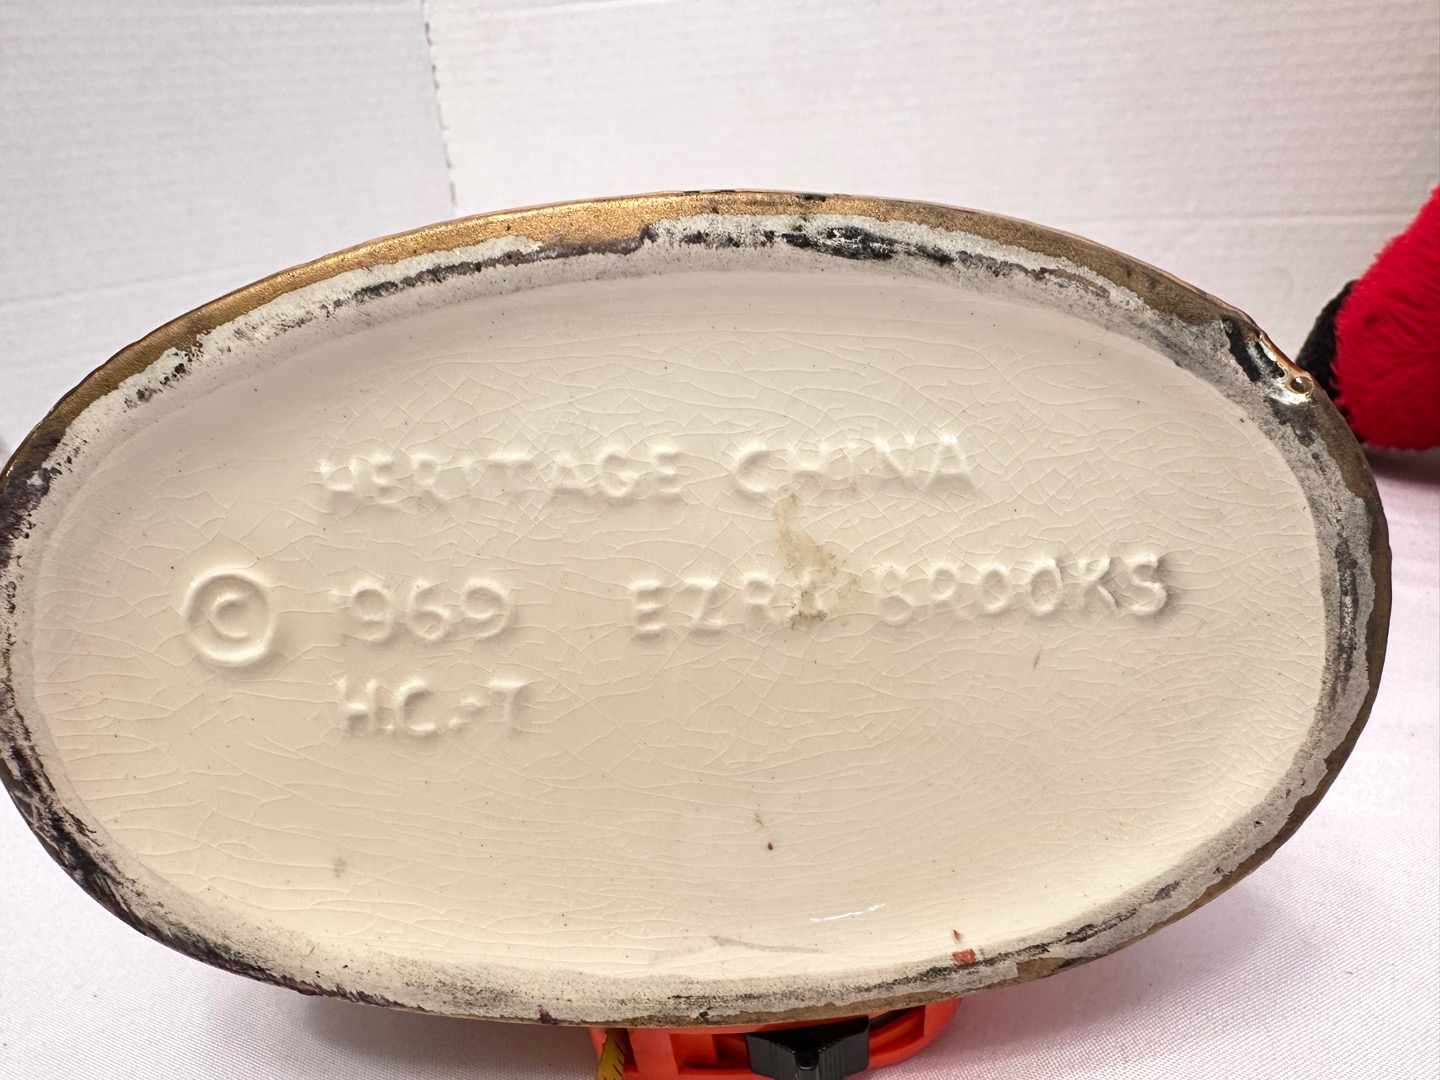 HERITAGE CHINA
© 1969 EZRA BROOKS
H.C.-7